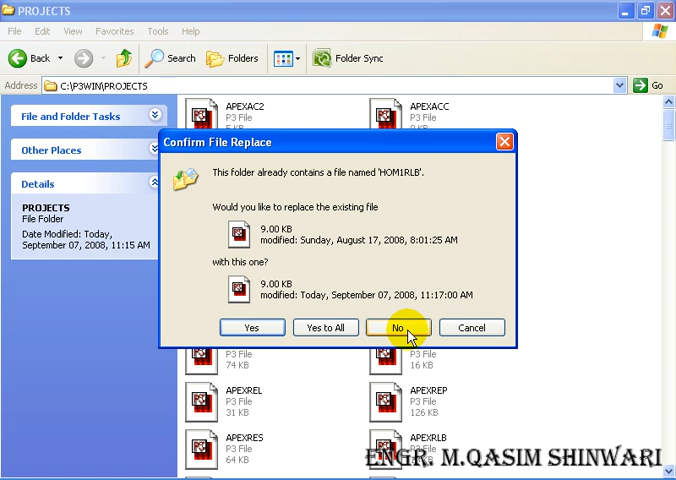 PROJECTS
File Edit View Favorites Tools Help
Back Search Folders Folder Sync
Address C:\P3WIN\PROJECTS Go
File and Folder Tasks
Other Places
Details
PROJECTS
File Folder
Date Modified: Today,
September 07, 2008, 11:15 AM
APEXAC2
P3 File
5 KB
APEXACC
P3 File
9 KB
Confirm File Replace
This folder already contains a file named 'HOM1RLB'.
Would you like to replace the existing file
9.00 KB
modified: Sunday, August 17, 2008, 8:01:25 AM
with this one?
9.00 KB
modified: Today, September 07, 2008, 11:17:00 AM
Yes Yes to All No Cancel
P3 File
74 KB
P3 File
16 KB
APEXREL
P3 File
31 KB
APEXREP
P3 File
126 KB
APEXRES
P3 File
64 KB
APEXRLB
P3 File
ENGR. M.QASIM SHINWARI